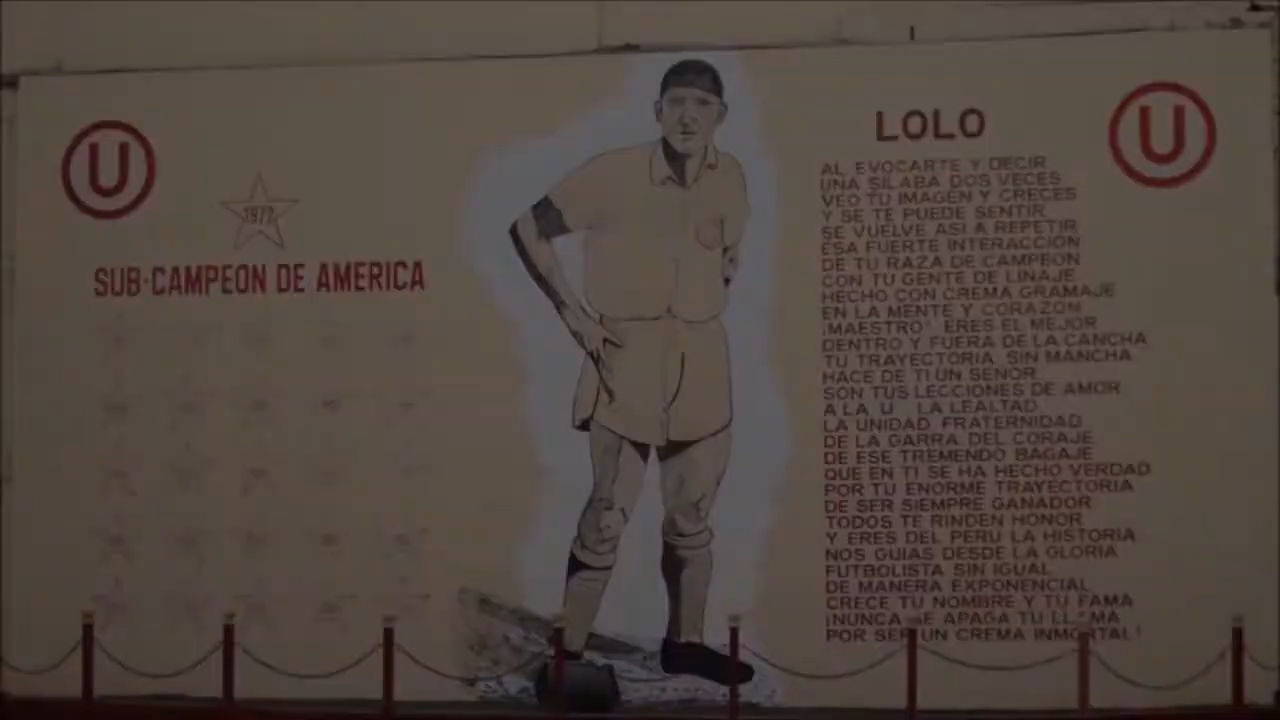 U
1972
SUB-CAMPEON DE AMERICA
LOLO
U
AL EVOCARTE Y DECIR
UNA SILABA DOS VECES
VEO TU IMAGEN Y CRECES
Y SE TE PUEDE SENTIR
SE VUELVE ASI A REPETIR
ESA FUERTE INTERACCION
DE TU RAZA DE CAMPEON
CON TU GENTE DE LINAJE
HECHO CON CREMA GRAMAJE
EN LA MENTE Y CORAZON
¡MAESTRO! ERES EL MEJOR
DENTRO Y FUERA DE LA CANCHA
TU TRAYECTORIA SIN MANCHA
HACE DE TI UN SEÑOR
SON TUS LECCIONES DE AMOR
A LA U LA LEALTAD
LA UNIDAD FRATERNIDAD
DE LA GARRA DEL CORAJE
DE ESE TREMENDO BAGAJE
QUE EN TI SE HA HECHO VERDAD
POR TU ENORME TRAYECTORIA
DE SER SIEMPRE GANADOR
TODOS TE RINDEN HONOR
Y ERES DEL PERU LA HISTORIA
NOS GUIAS DESDE LA GLORIA
FUTBOLISTA SIN IGUAL
DE MANERA EXPONENCIAL
CRECE TU NOMBRE Y TU FAMA
¡NUNCA SE APAGA TU LLAMA
POR SER UN CREMA INMORTAL!